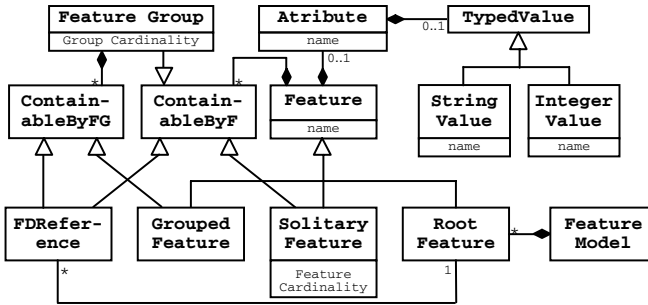 Feature Group
Group Cardinality
Atribute
name
0..1
TypedValue
0..1
*
*
Contain-
ableByFG
Contain-
ableByF
Feature
name
String
Value
name
Integer
Value
name
FDRefer-
ence
Grouped
Feature
Solitary
Feature
Feature
Cardinality
Root
Feature
*
Feature
Model
*
1